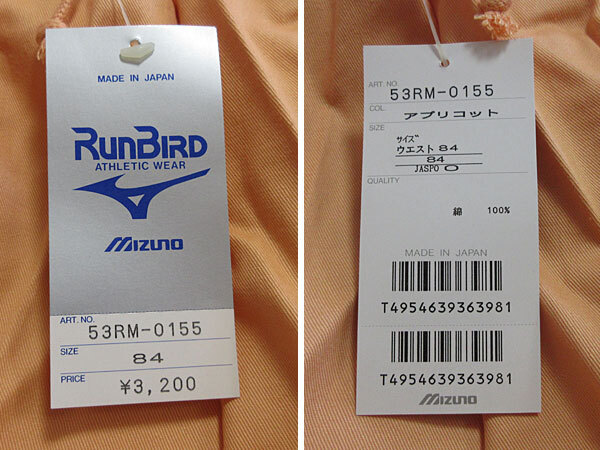 MADE IN JAPAN
RUNBIRD
ATHLETIC WEAR
MIZUNO
ART. NO.
53RM-0155
SIZE
84
PRICE
¥3,200
ART. NO.
53RM-0155
COL.
アプリコット
SIZE
サイズ
ウエスト 84
84
JASPO O
QUALITY
綿 100%
MADE IN JAPAN
T4954639363981
T4954639363981
MIZUNO